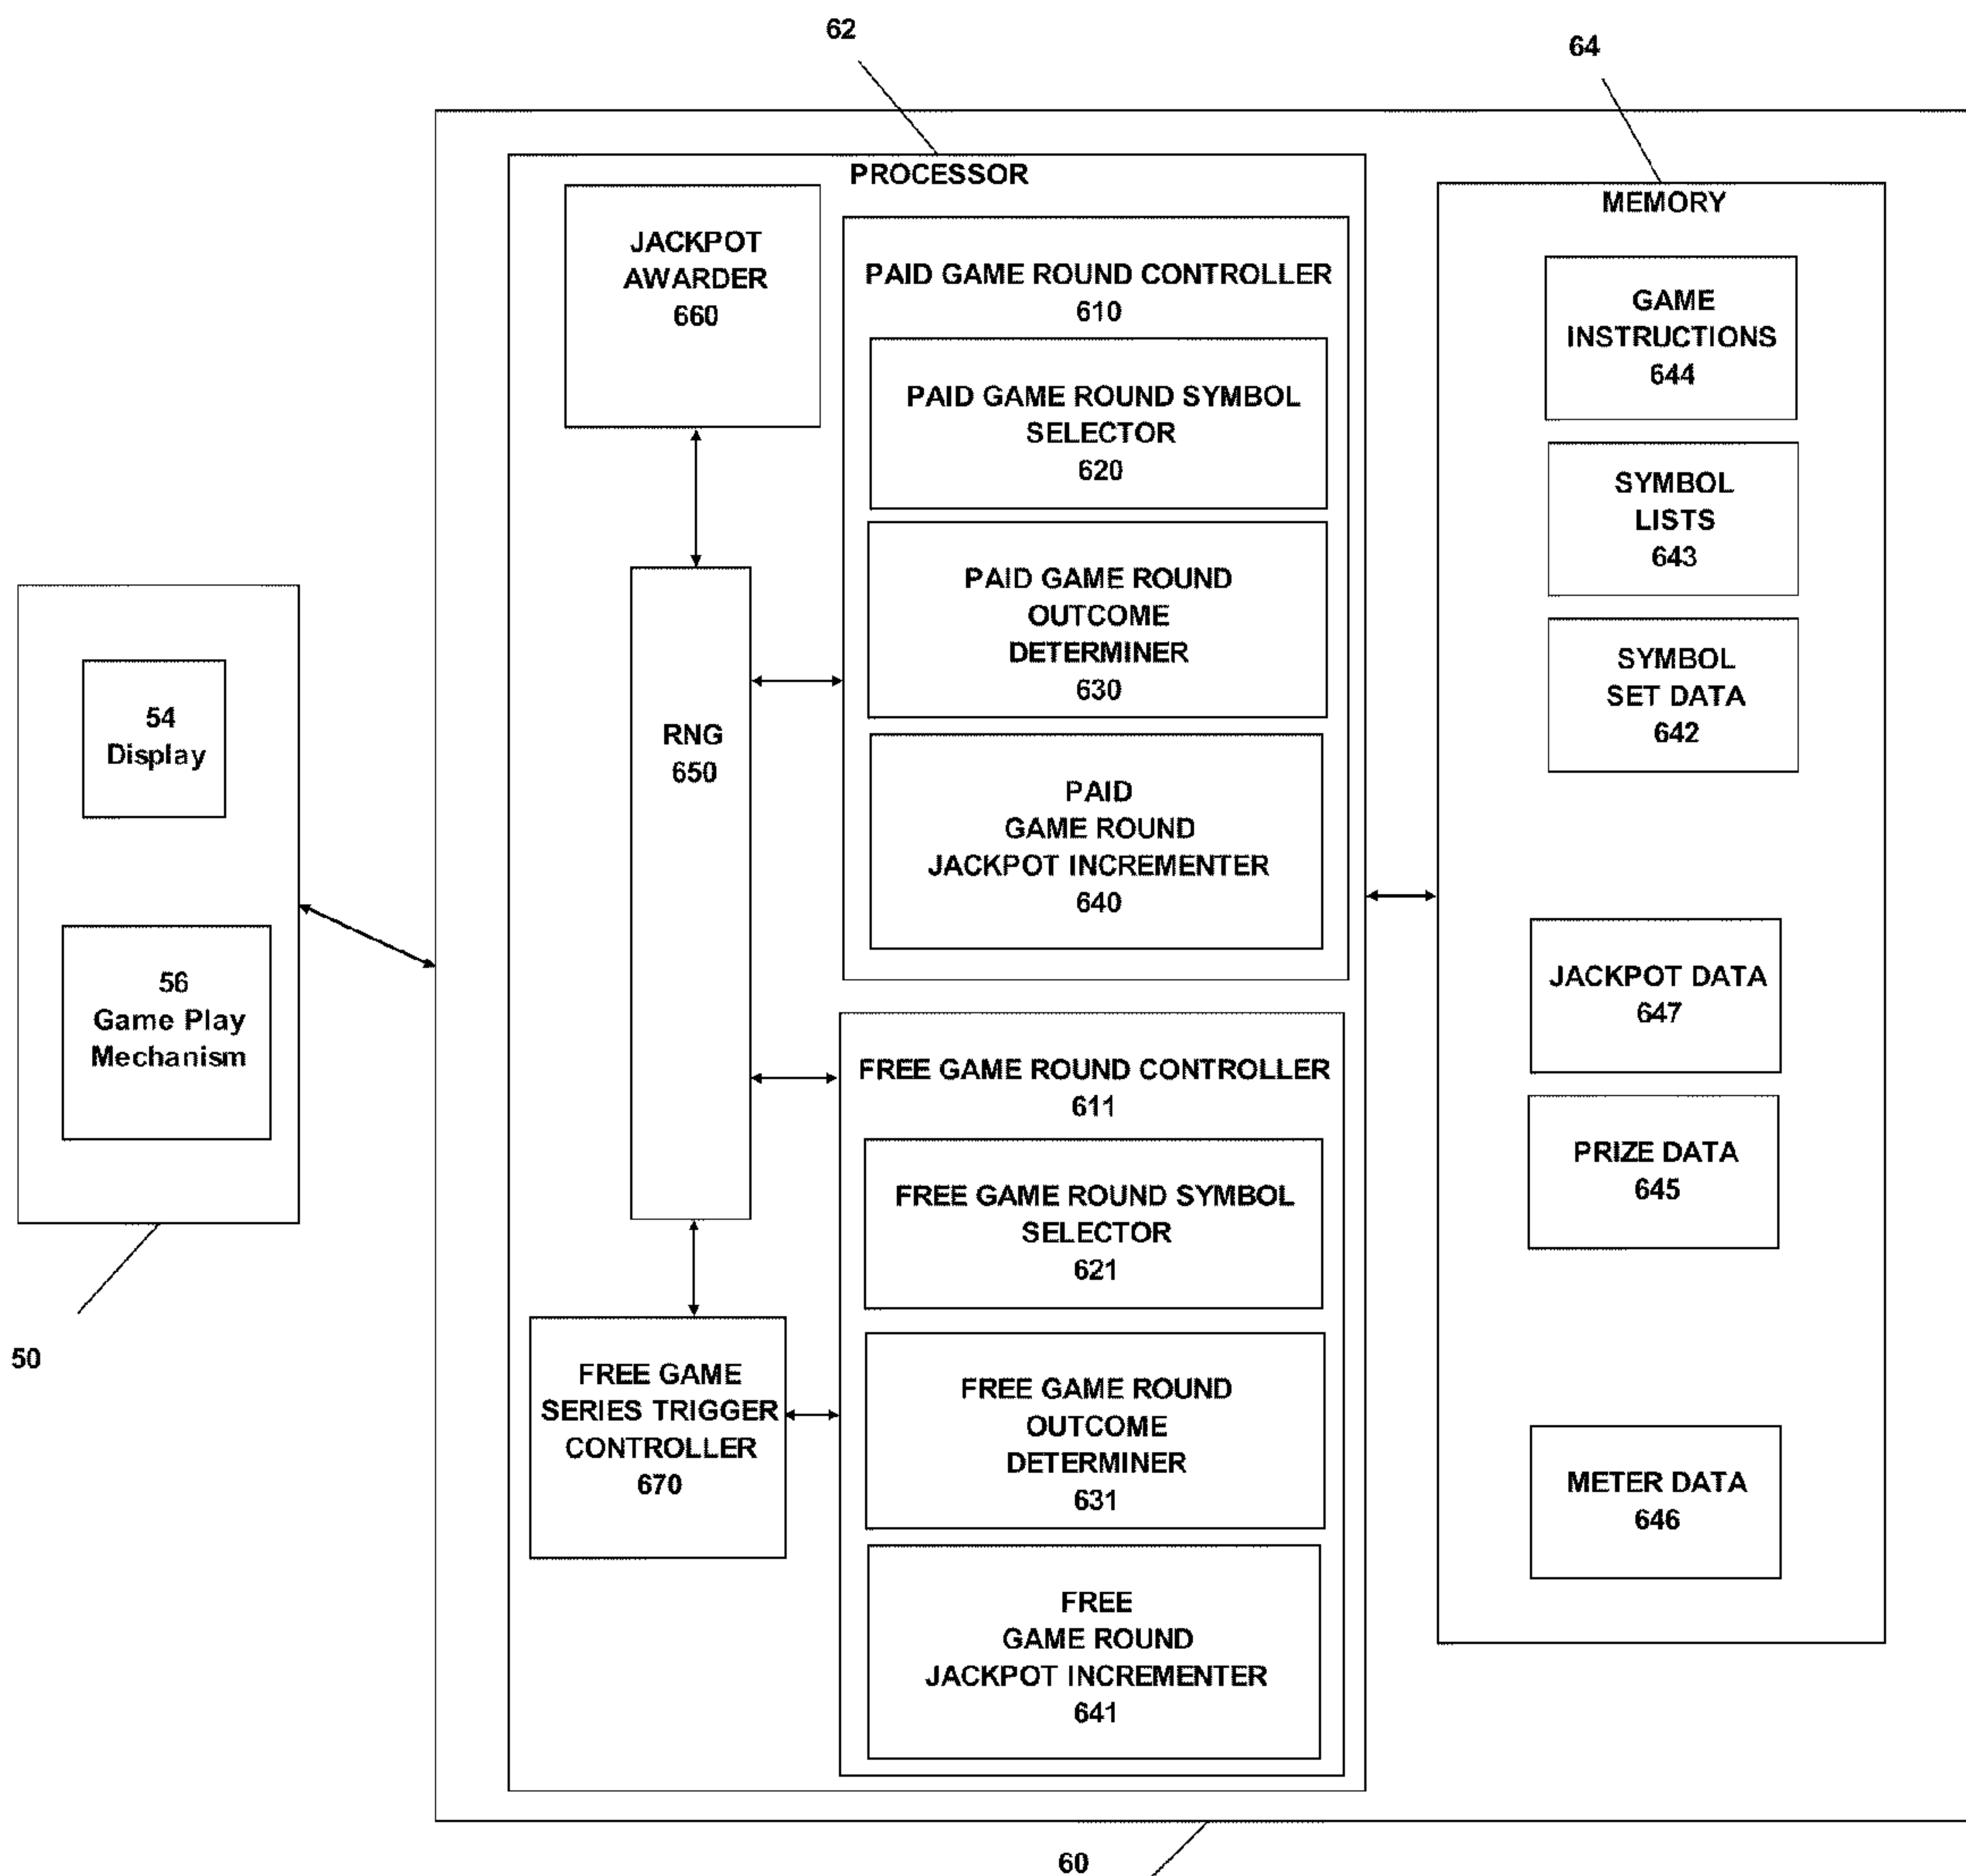 62
64
PROCESSOR
MEMORY
JACKPOT
AWARDER
660
PAID GAME ROUND CONTROLLER
610
PAID GAME ROUND SYMBOL
SELECTOR
620
PAID GAME ROUND
OUTCOME
DETERMINER
630
PAID
GAME ROUND
JACKPOT INCREMENTER
640
RNG
650
54
Display
56
Game Play
Mechanism
50
FREE GAME ROUND CONTROLLER
611
FREE GAME ROUND SYMBOL
SELECTOR
621
FREE GAME ROUND
OUTCOME
DETERMINER
631
FREE
GAME ROUND
JACKPOT INCREMENTER
641
FREE GAME
SERIES TRIGGER
CONTROLLER
670
GAME
INSTRUCTIONS
644
SYMBOL
LISTS
643
SYMBOL
SET DATA
642
JACKPOT DATA
647
PRIZE DATA
645
METER DATA
646
60